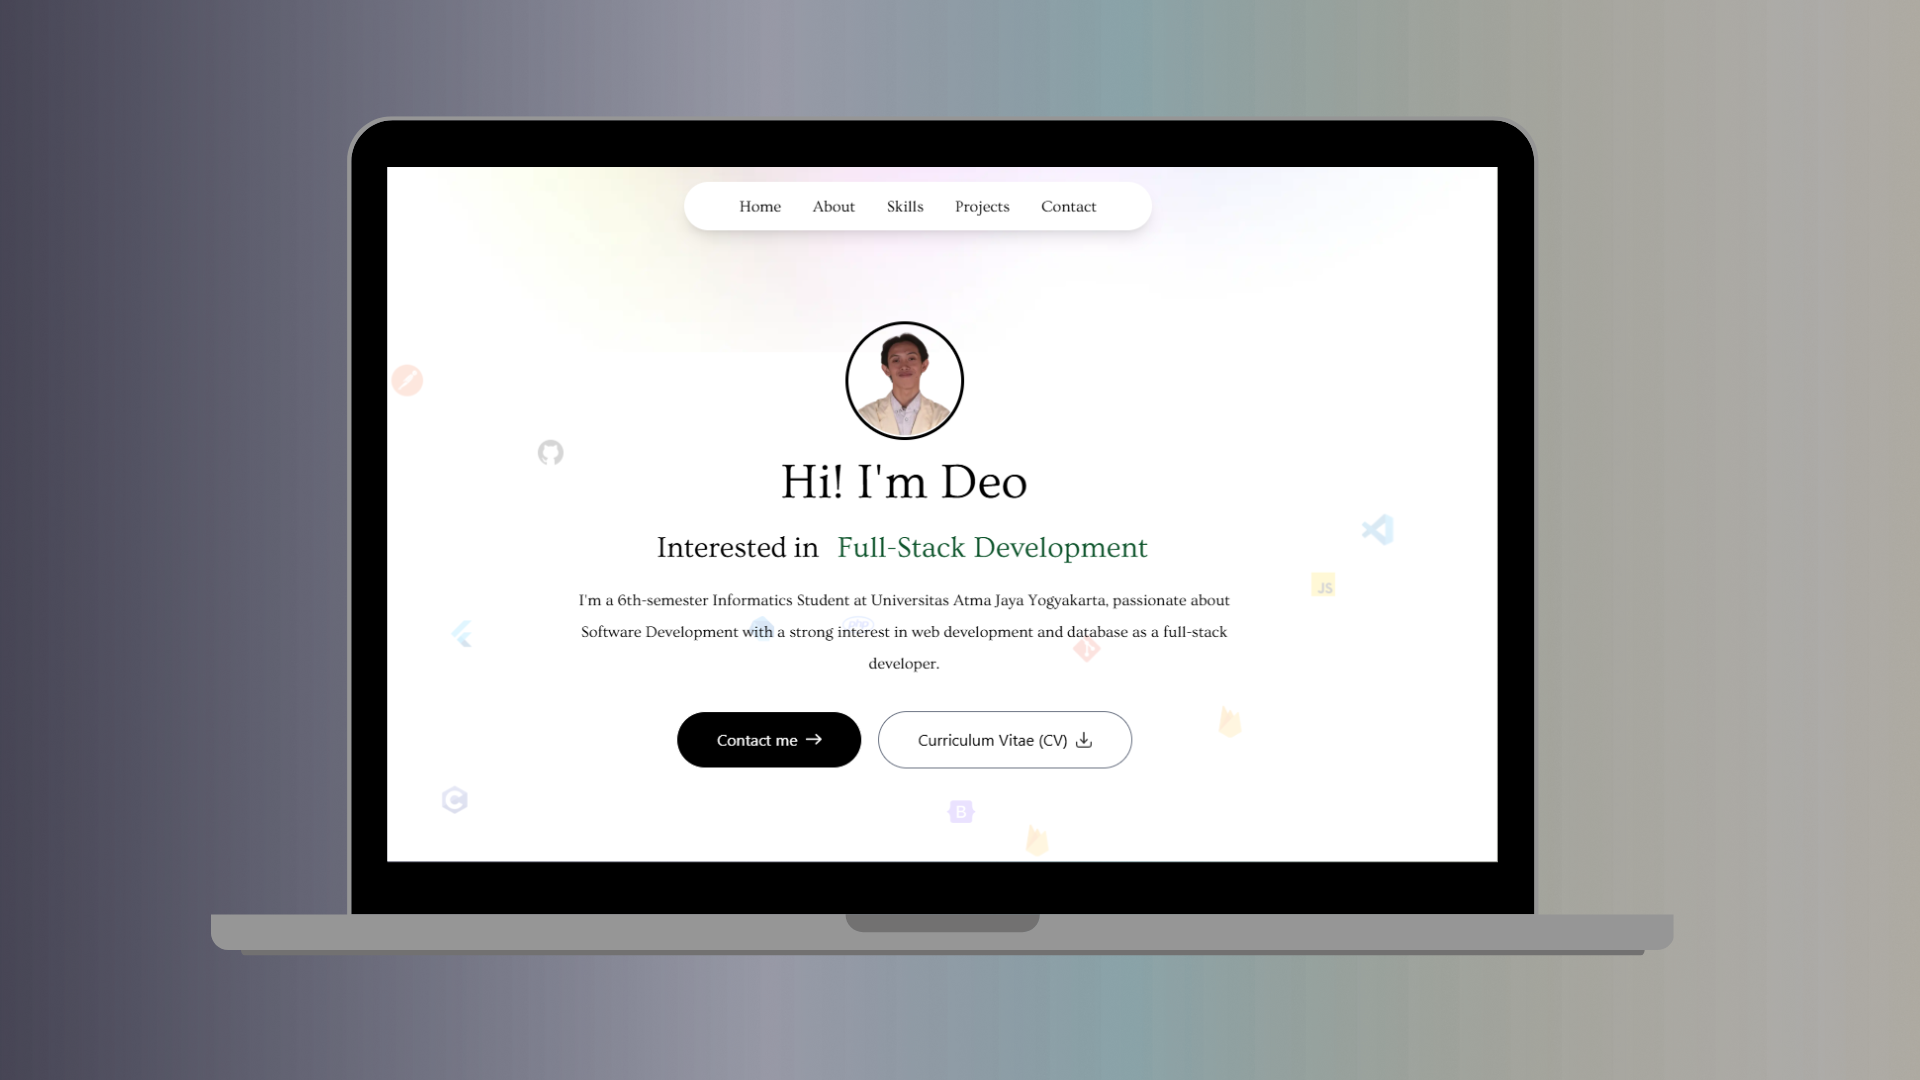 Home About Skills Projects Contact
Hi! I'm Deo
Interested in Full-Stack Development
I'm a 6th-semester Informatics Student at Universitas Atma Jaya Yogyakarta, passionate about
Software Development with a strong interest in web development and database as a full-stack
developer.
php
JS
Contact me
Curriculum Vitae (CV)
C
B